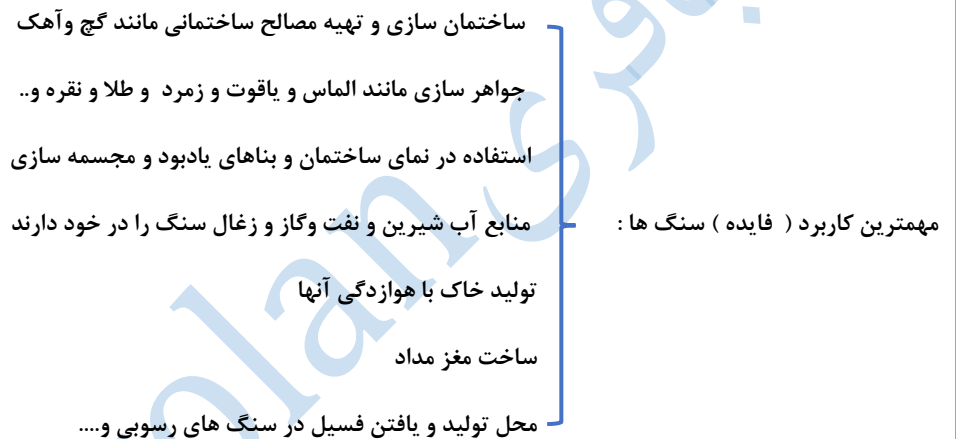 ساختمان سازی و تهیه مصالح ساختمانی مانند گچ وآهک
جواهر سازی مانند الماس و یاقوت و زمرد و طلا و نقره و..
استفاده در نمای ساختمان و بناهای یادبود و مجسمه سازی
مهمترین کاربرد ( فایده ) سنگ ها :
منابع آب شیرین و نفت وگاز و زغال سنگ را در خود دارند
تولید خاک با هوازدگی آنها
ساخت مغز مداد
محل تولید و یافتن فسیل در سنگ های رسوبی و....